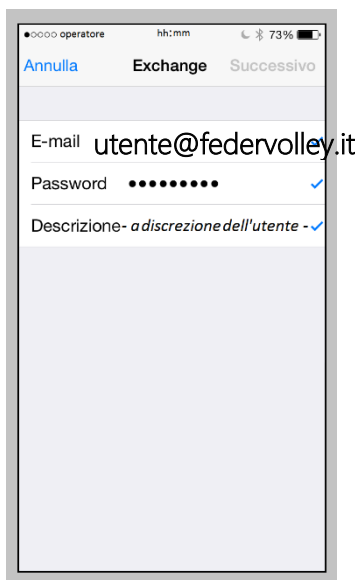 ●○○○○ operatore hh:mm 73%
Annulla Exchange Successivo
E-mail utente@federvolley.it
Password ●●●●●●●●●
Descrizione - a discrezione dell'utente -